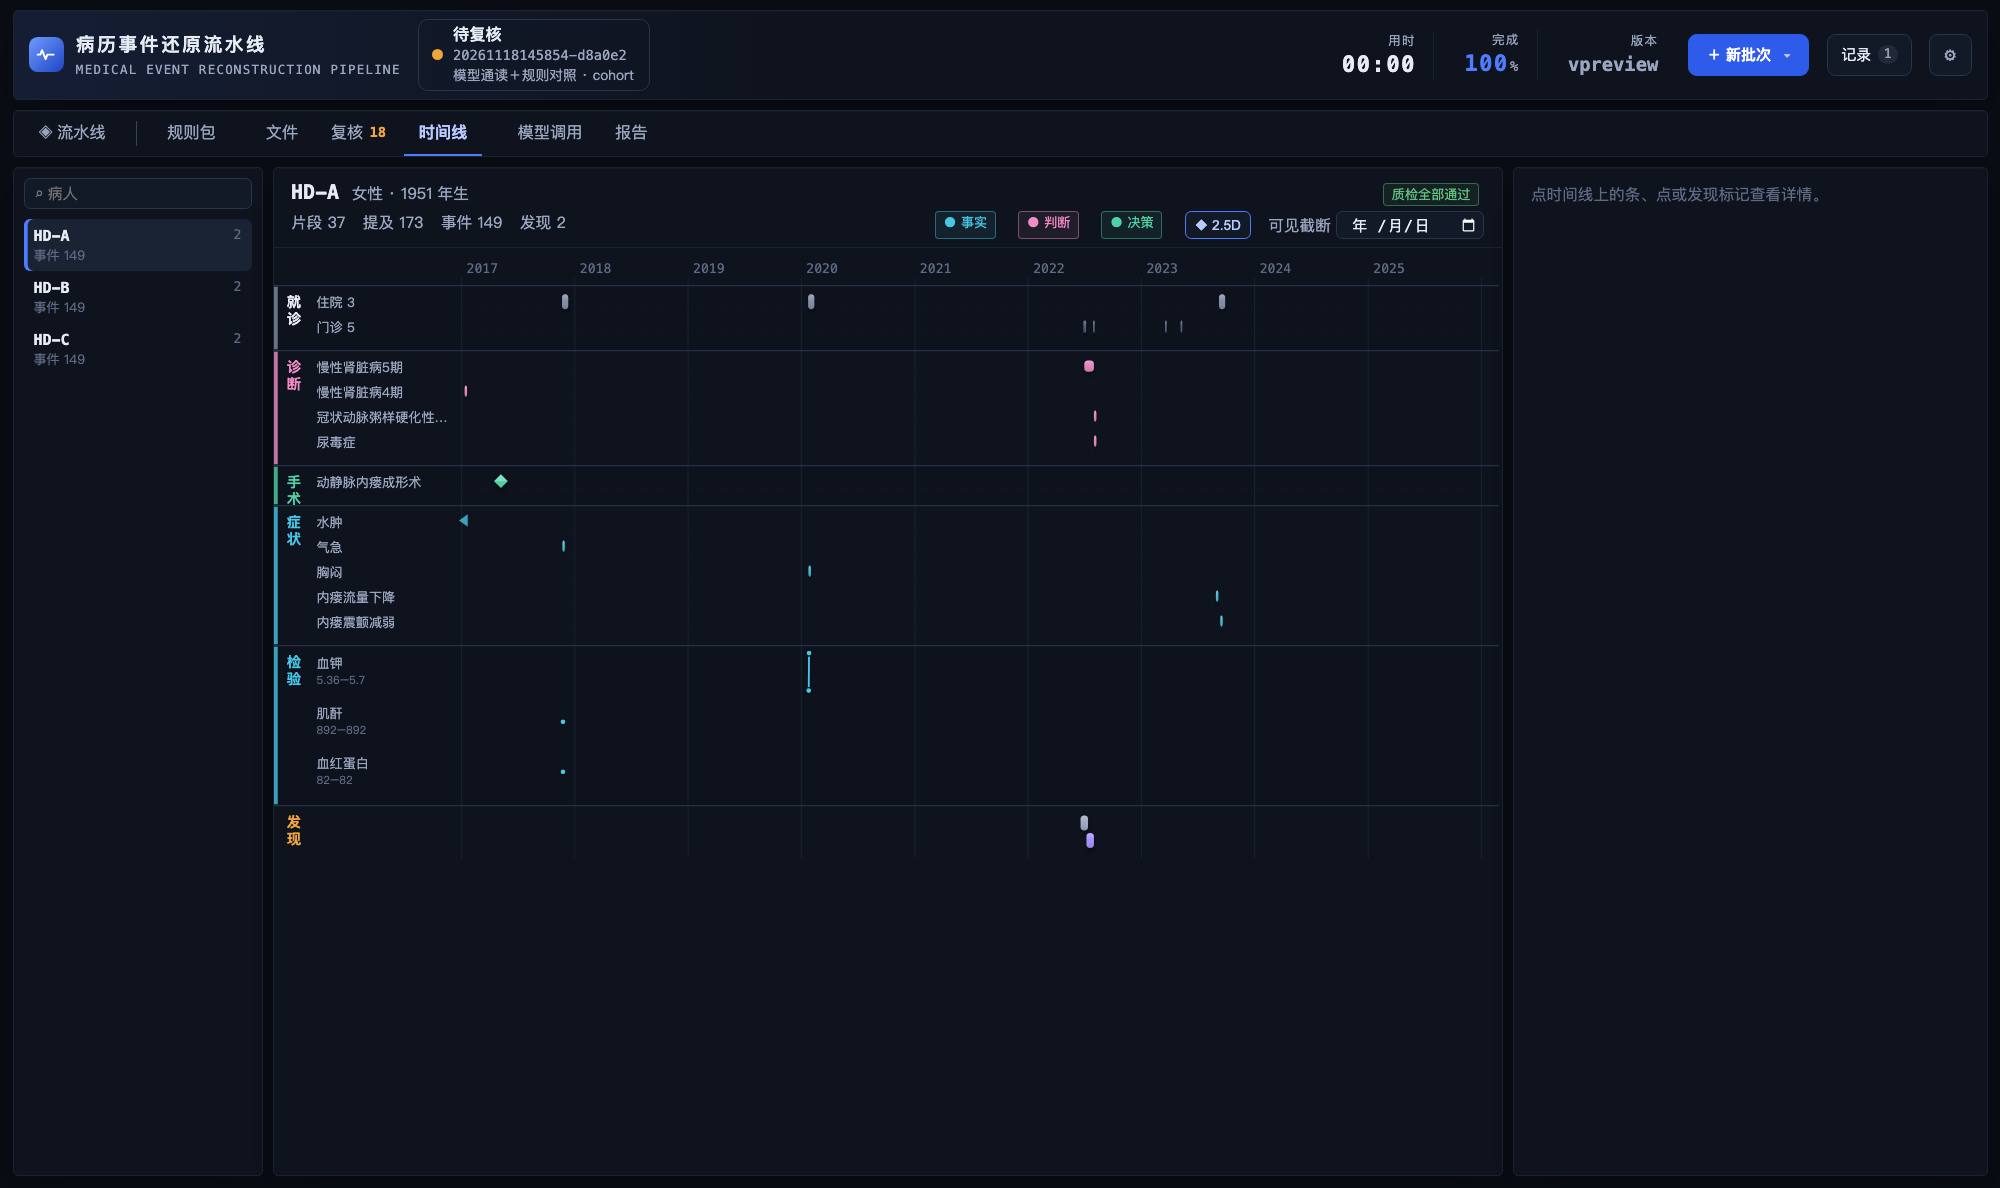 病历事件还原流水线
MEDICAL EVENT RECONSTRUCTION PIPELINE
待复核
20261118145854-d8a0e2
模型通读+规则对照 · cohort
用时
00:00
完成
100%
版本
vpreview
+ 新批次
记录 1
流水线
规则包
文件
复核 18
时间线
模型调用
报告
病人
HD-A 2
事件 149
HD-B 2
事件 149
HD-C 2
事件 149
HD-A 女性 · 1951 年生
质检全部通过
片段 37 提及 173 事件 149 发现 2
事实
判断
决策
◆ 2.5D
可见截断
年 /月/日
2017 2018 2019 2020 2021 2022 2023 2024 2025
就诊
住院 3
门诊 5
诊断
慢性肾脏病5期
慢性肾脏病4期
冠状动脉粥样硬化性…
尿毒症
手术
动静脉内瘘成形术
症状
水肿
气急
胸闷
内瘘流量下降
内瘘震颤减弱
检验
血钾
5.36—5.7
肌酐
892—892
血红蛋白
82—82
发现
点时间线上的条、点或发现标记查看详情。